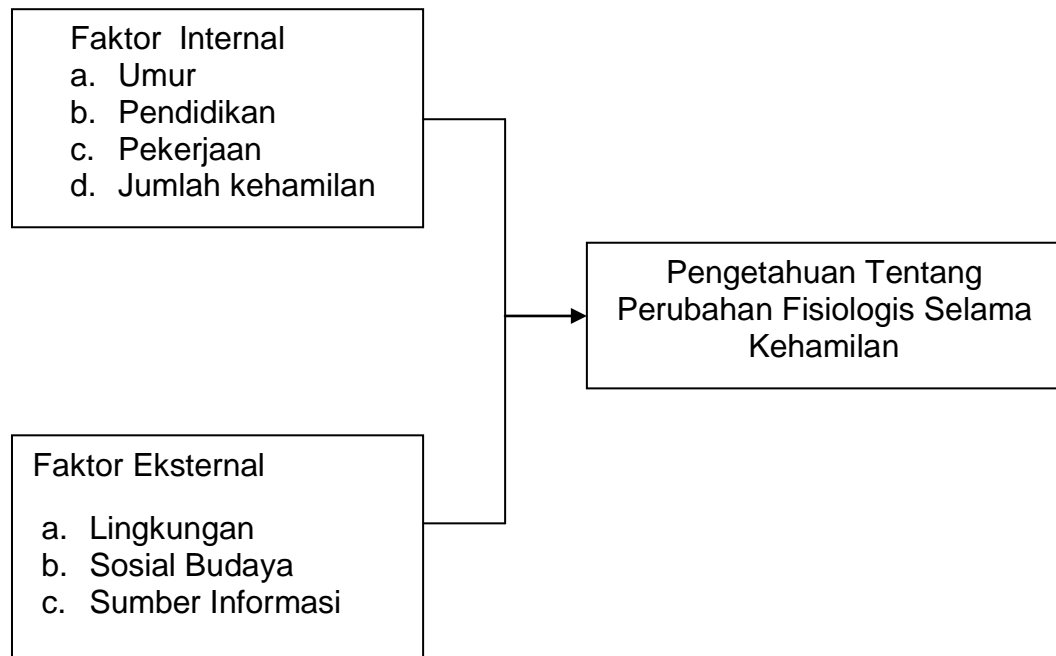 Faktor  Internal
a. Umur
b. Pendidikan
c. Pekerjaan
d. Jumlah kehamilan
Pengetahuan Tentang
Perubahan Fisiologis Selama
Kehamilan
Faktor Eksternal
a. Lingkungan
b. Sosial Budaya
c. Sumber Informasi